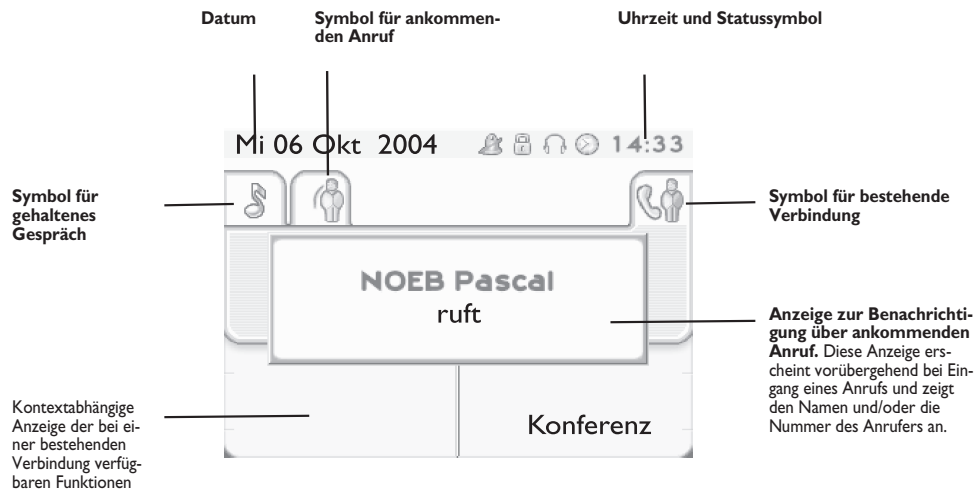 Datum
Symbol für ankommen-
den Anruf
Uhrzeit und Statussymbol
Mi 06 Okt 2004
14:33
Symbol für
gehaltenes
Gespräch
Symbol für bestehende
Verbindung
NOEB Pascal
ruft
Anzeige zur Benachrichti-
gung über ankommenden
Anruf. Diese Anzeige ers-
cheint vorübergehend bei Ein-
gang eines Anrufs und zeigt
den Namen und/oder die
Nummer des Anrufers an.
Kontextabhängige
Anzeige der bei ei-
ner bestehenden
Verbindung verfüg-
baren Funktionen
Konferenz